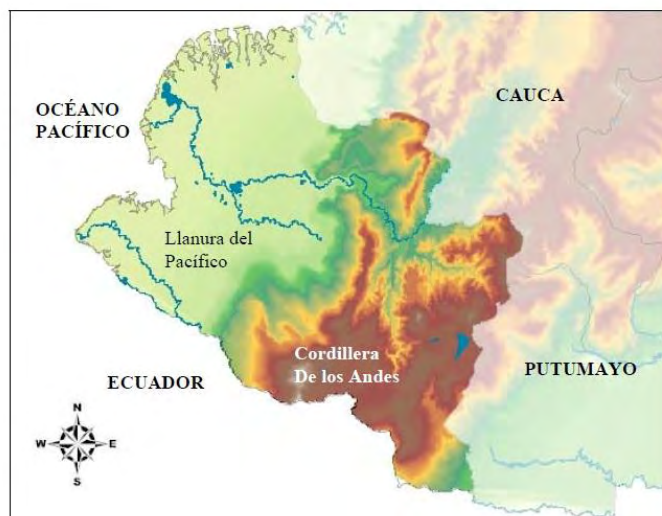 OCÉANO
PACÍFICO
CAUCA
Llanura del
Pacífico
Cordillera
De los Andes
ECUADOR
PUTUMAYO
N
W
E
S